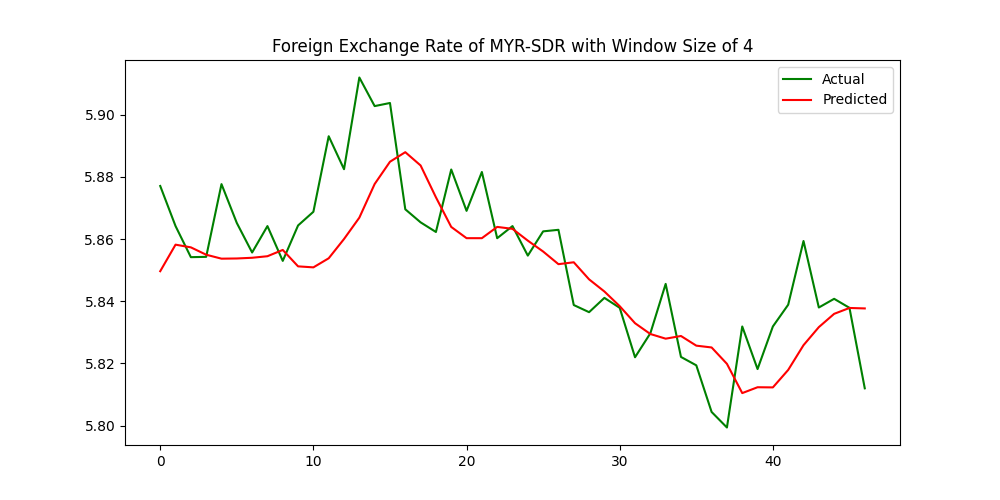 Foreign Exchange Rate of MYR-SDR with Window Size of 4
Actual
Predicted
5.90
5.88
5.86
5.84
5.82
5.80
0 10 20 30 40